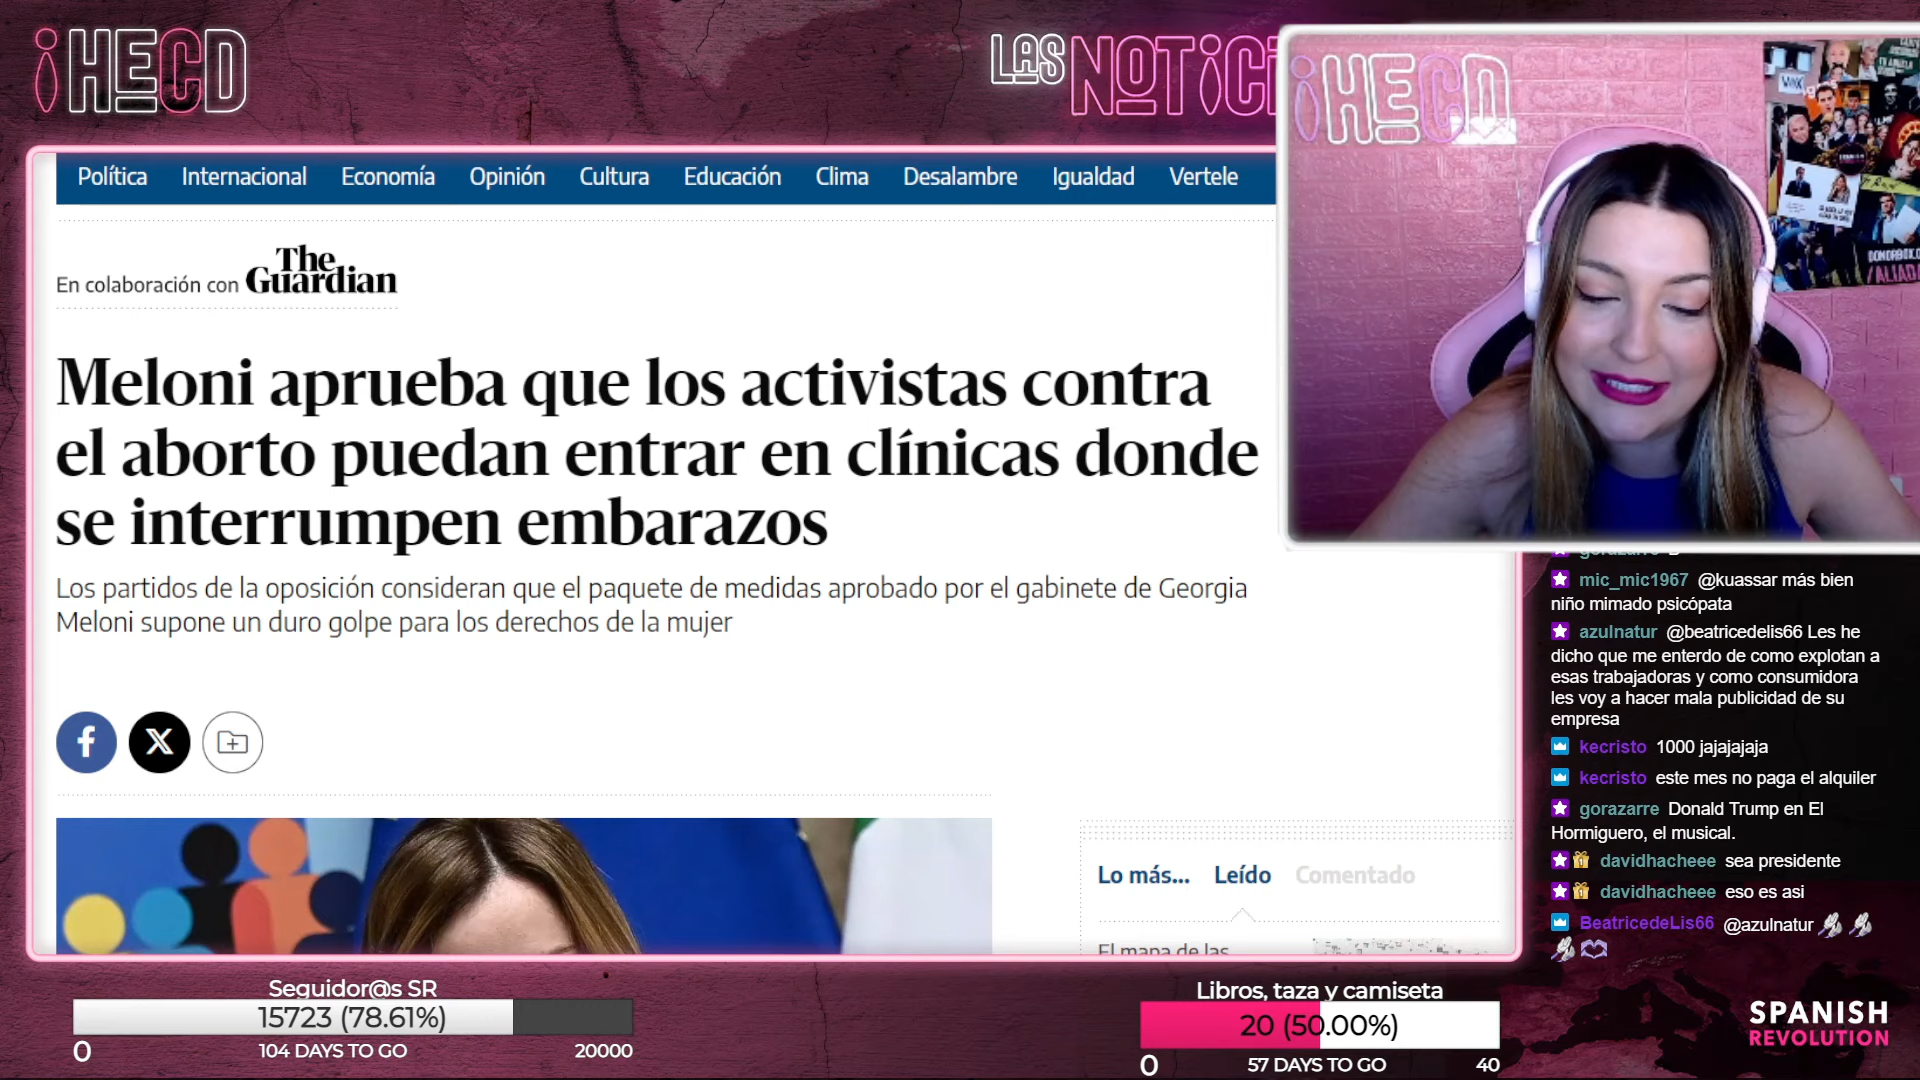 ¡HECD
LAS NOTICI
¡HECD
Política Internacional Economía Opinión Cultura Educación Clima Desalambre Igualdad Vertele
En colaboración con The Guardian
Meloni aprueba que los activistas contra
el aborto puedan entrar en clínicas donde
se interrumpen embarazos
Los partidos de la oposición consideran que el paquete de medidas aprobado por el gabinete de Georgia
Meloni supone un duro golpe para los derechos de la mujer
Lo más... Leído Comentado
El mapa de las
mic_mic1967 @kuassar más bien
niño mimado psicópata
azulnatur @beatricedelis66 Les he
dicho que me enterdo de como explotan a
esas trabajadoras y como consumidora
les voy a hacer mala publicidad de su
empresa
kecristo 1000 jajajajaja
kecristo este mes no paga el alquiler
gorazarre Donald Trump en El
Hormiguero, el musical.
davidhacheee sea presidente
davidhacheee eso es asi
BeatricedeLis66 @azulnatur
Seguidor@s SR
15723 (78.61%)
0 104 DAYS TO GO 20000
Libros, taza y camiseta
20 (50.00%)
0 57 DAYS TO GO 40
SPANISH
REVOLUTION